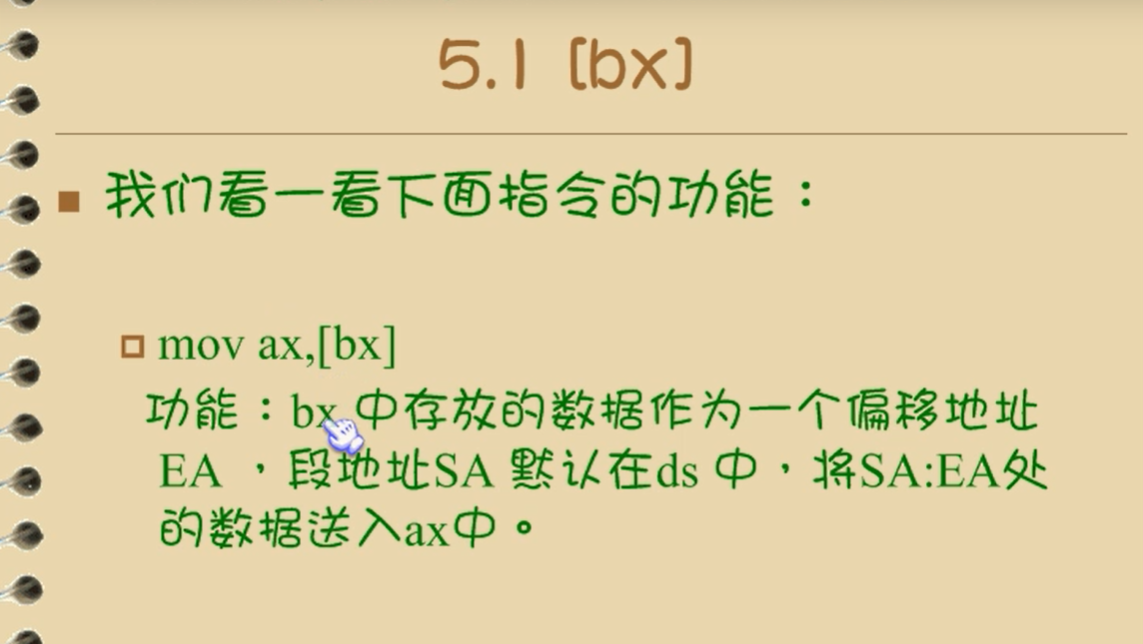 5.1 [bx]
我们看一看下面指令的功能：
mov ax,[bx]
功能：bx 中存放的数据作为一个偏移地址
EA ，段地址SA 默认在ds 中，将SA:EA处
的数据送入ax中。